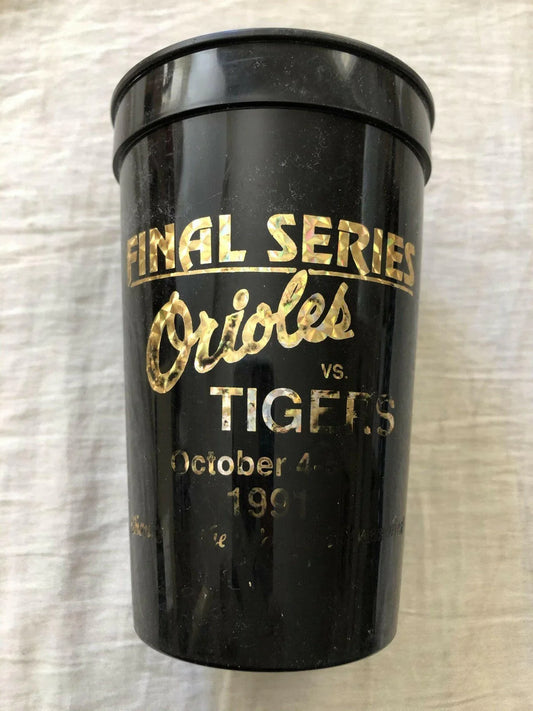 FINAL SERIES
Orioles
VS.
TIGERS
October 4-
1991